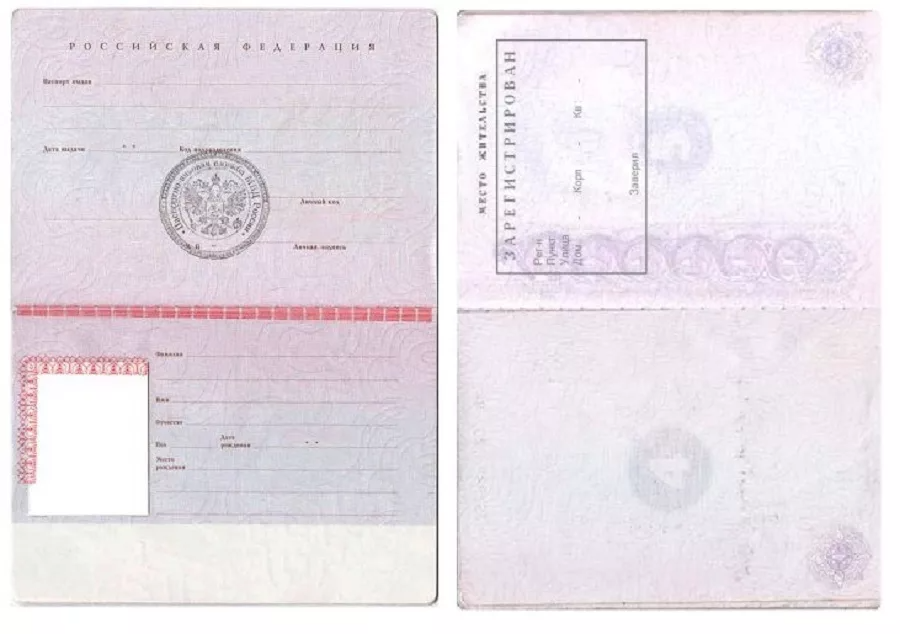 РОССИЙСКАЯ ФЕДЕРАЦИЯ
Паспорт выдан
Дата выдачи
Код подразделения
Личный код
Личная подпись
Фамилия
Имя
Отчество
Пол
Дата
рождения
Место
рождения
МЕСТО ЖИТЕЛЬСТВА
ЗАРЕГИСТРИРОВАН
Рег-н
Пункт
Улица
Дом
Корп
Кв
Заверил
4